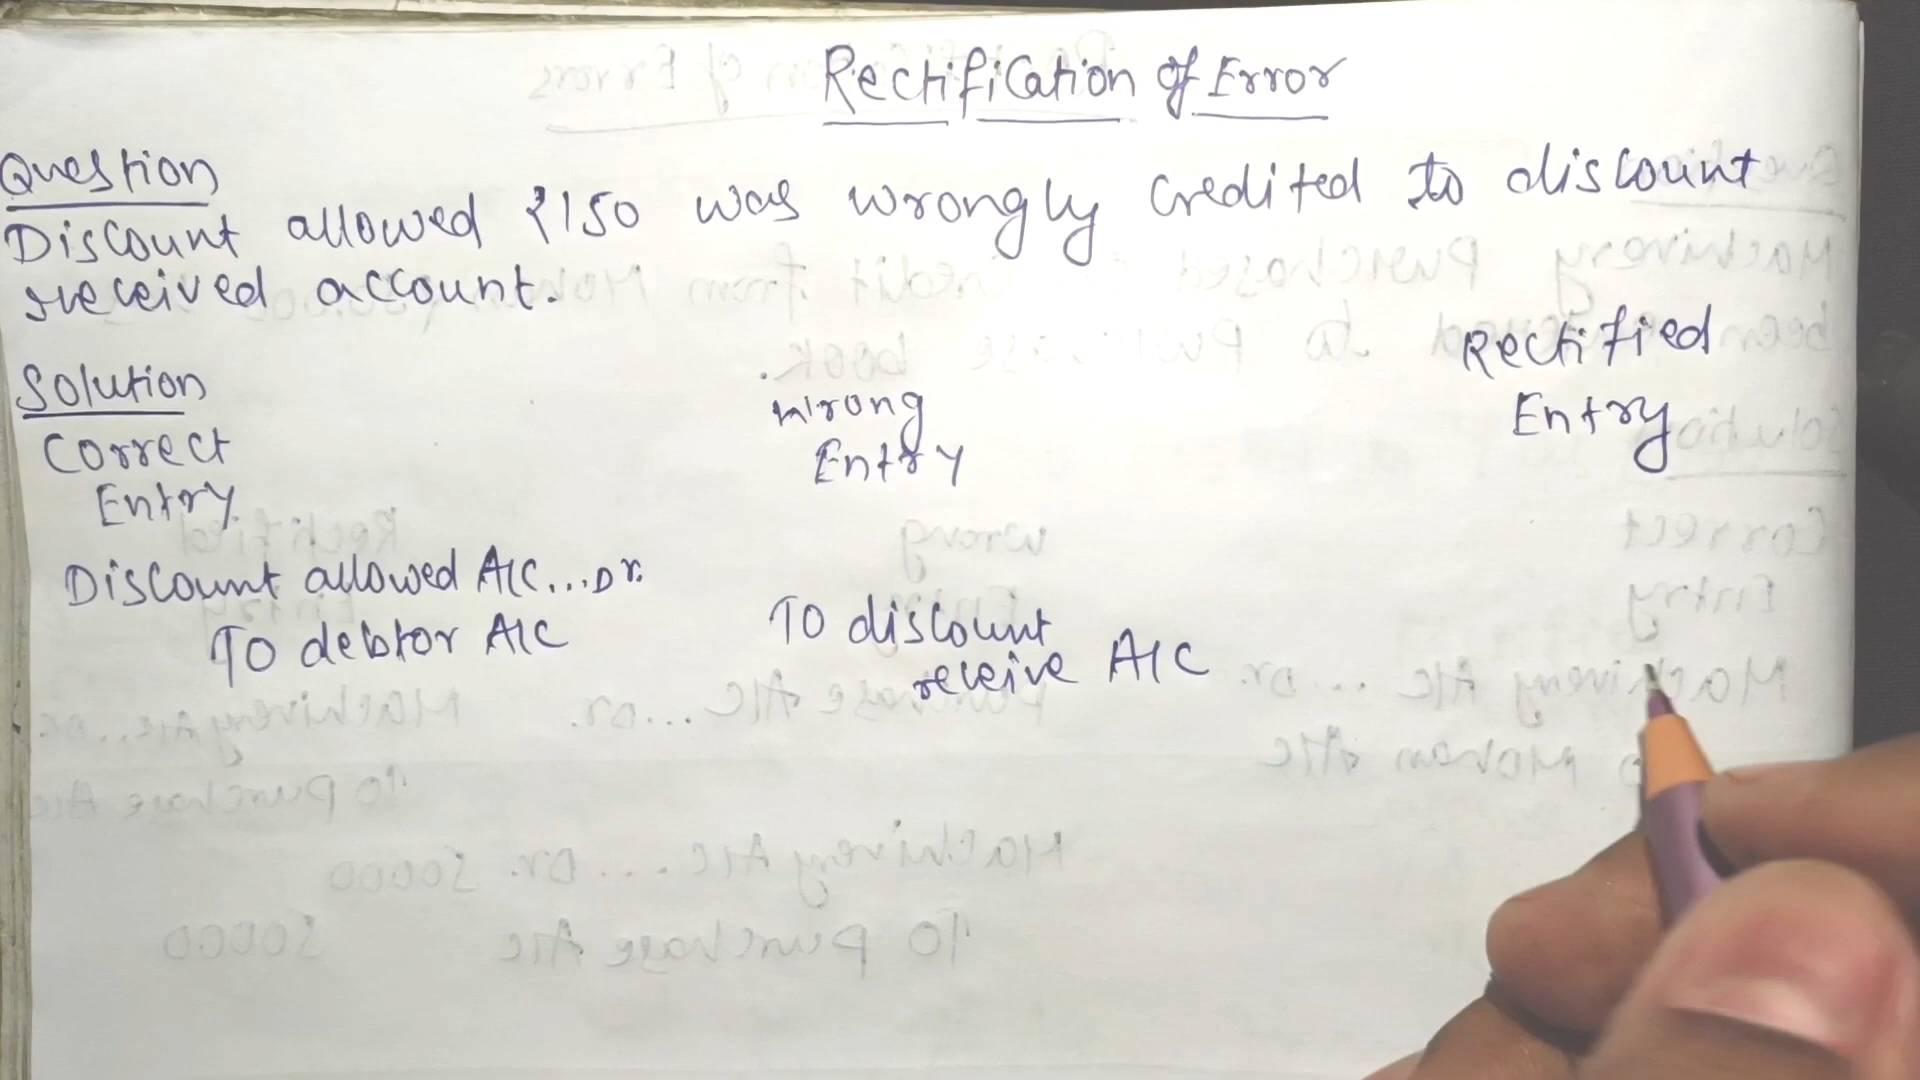 Rectification of Error
Question
Discount allowed ₹150 was wrongly credited to discount
received account.
Solution
Correct
Entry
Wrong
Entry
Rectified
Entry
Discount allowed A/C...Dr.
To debtor A/C
To discount
receive A/C